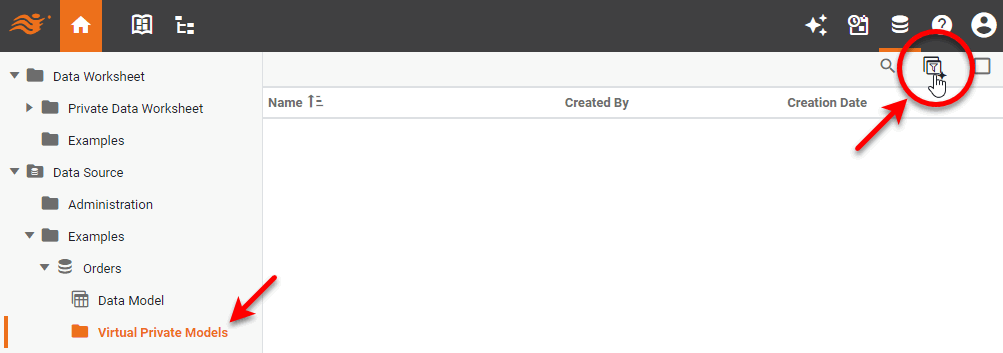 Data Worksheet
Private Data Worksheet
Examples
Data Source
Administration
Examples
Orders
Data Model
Virtual Private Models
Name Created By Creation Date